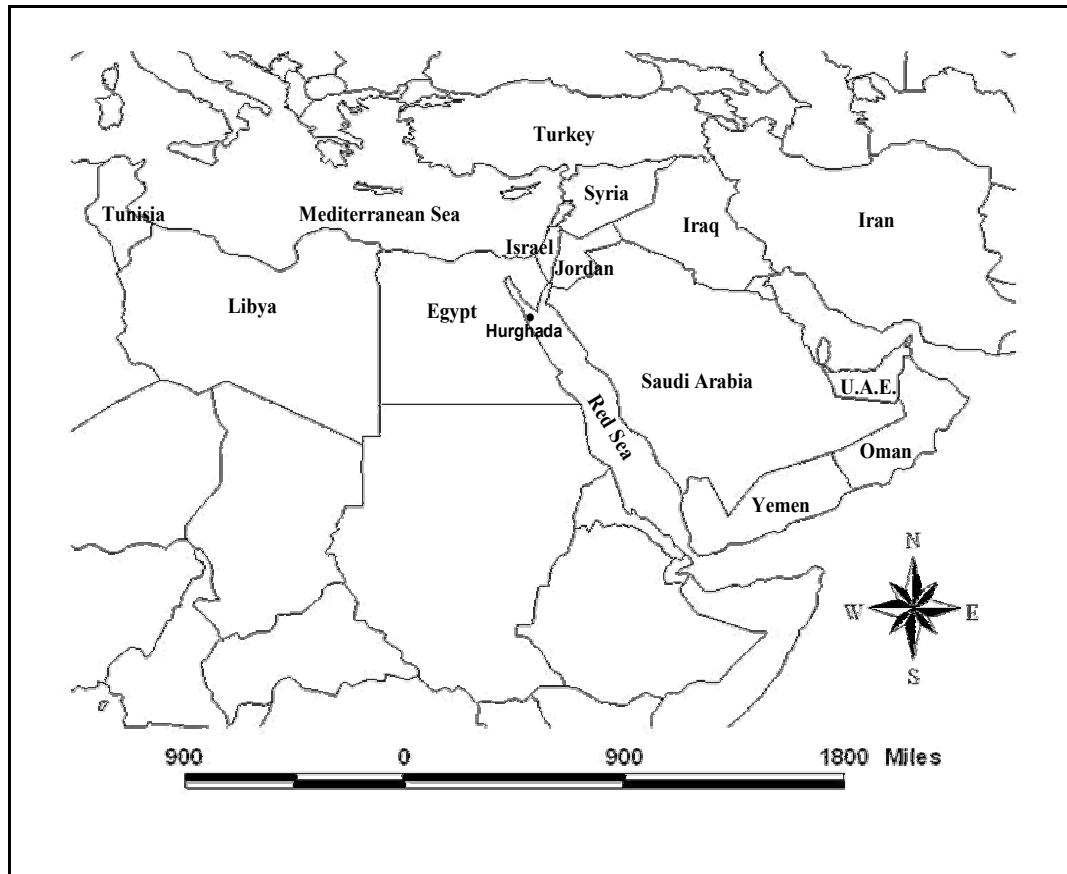 Turkey
Syria
Tunisia
Mediterranean Sea
Iraq
Iran
Israel
Jordan
Libya
Egypt
Hurghada
Saudi Arabia
U.A.E.
Red Sea
Oman
Yemen
N
W
E
S
900 0 900 1800 Miles